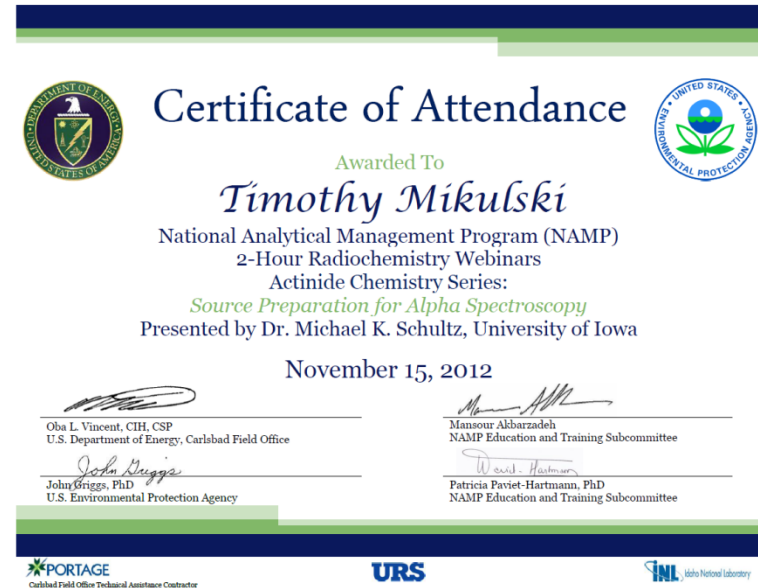 DEPARTMENT OF ENERGY
UNITED STATES OF AMERICA
Certificate of Attendance
UNITED STATES
ENVIRONMENTAL PROTECTION AGENCY
Awarded To
Timothy Mikulski
National Analytical Management Program (NAMP)
2-Hour Radiochemistry Webinars
Actinide Chemistry Series:
Source Preparation for Alpha Spectroscopy
Presented by Dr. Michael K. Schultz, University of Iowa
November 15, 2012
Oba L. Vincent, CIH, CSP
U.S. Department of Energy, Carlsbad Field Office
Mansour Akbarzadeh
NAMP Education and Training Subcommittee
John Griggs
John Griggs, PhD
U.S. Environmental Protection Agency
David - Hartmann
Patricia Paviet-Hartmann, PhD
NAMP Education and Training Subcommittee
PORTAGE
Carlsbad Field Office Technical Assistance Contractor
URS
INL Idaho National Laboratory